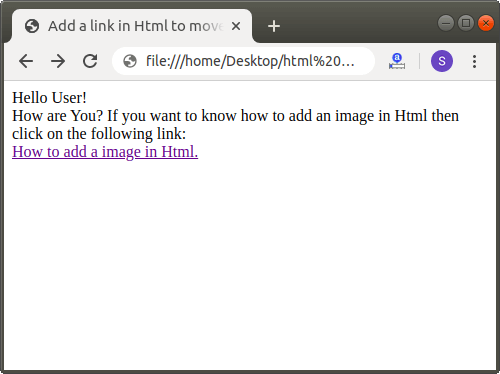 Add a link in Html to move
file:///home/Desktop/html%20...
a
S
Hello User!
How are You? If you want to know how to add an image in Html then
click on the following link:
How to add a image in Html.